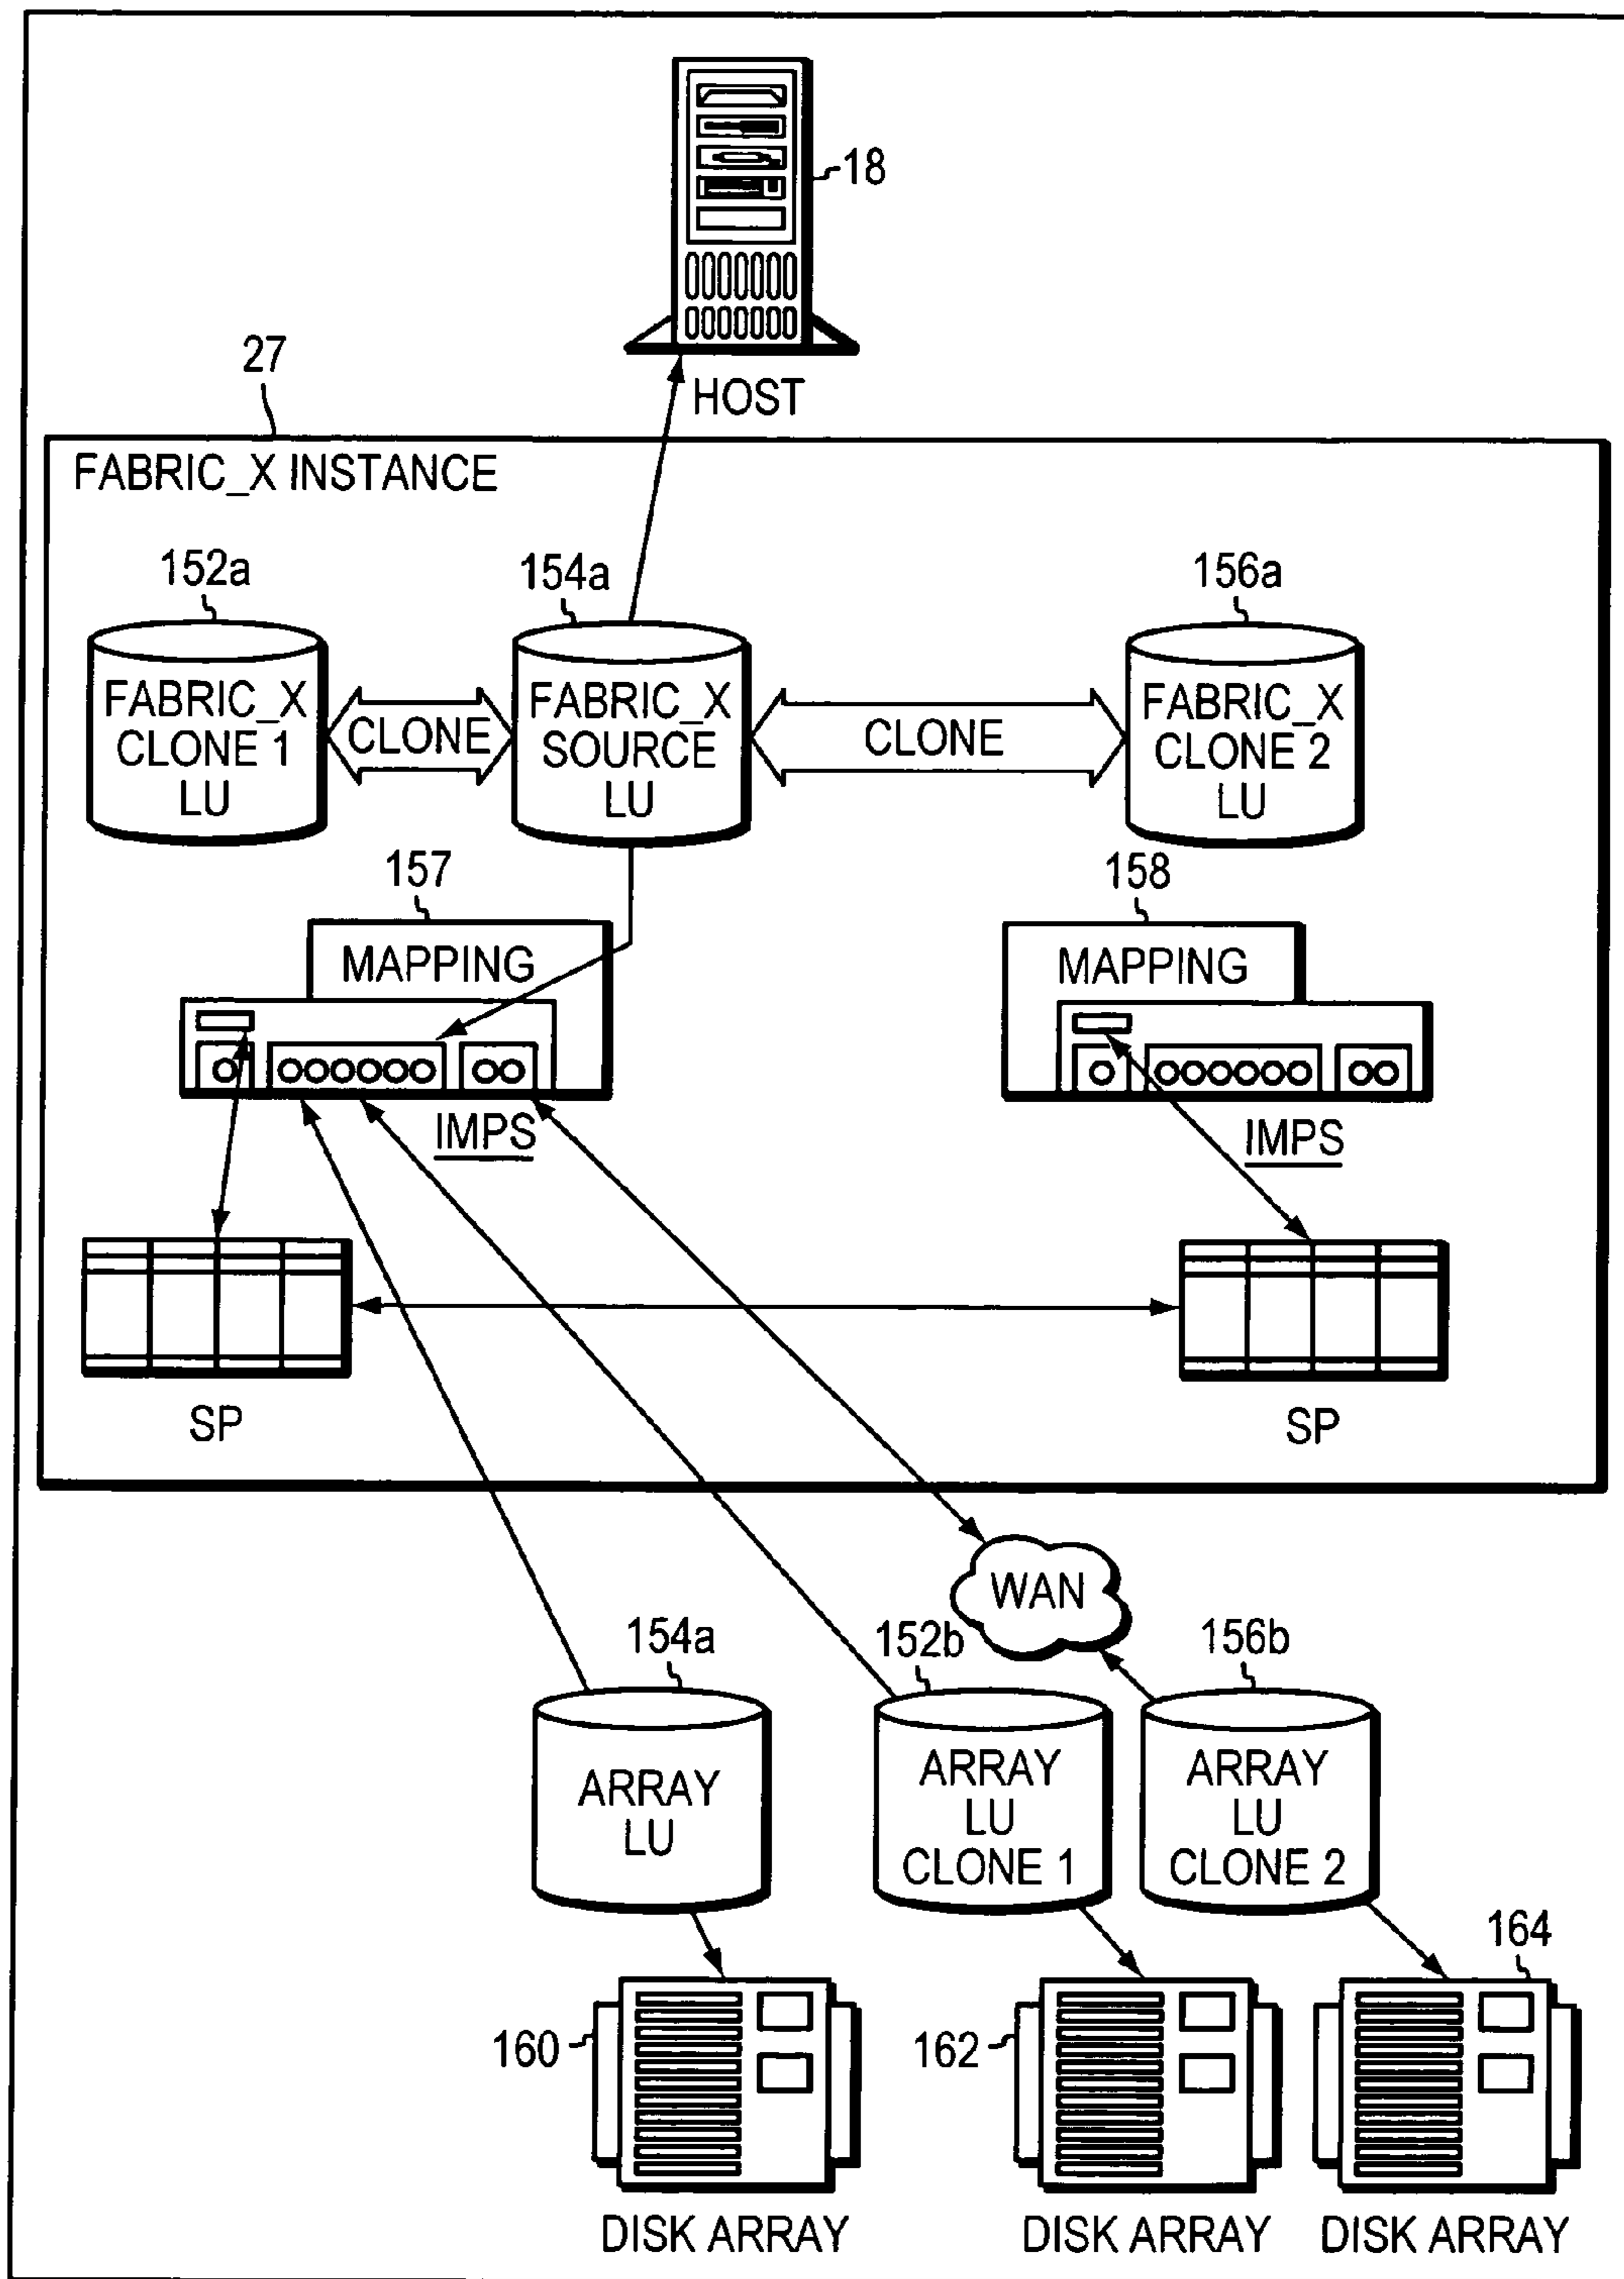 18
HOST
27
FABRIC_X INSTANCE
152a
154a
156a
FABRIC_X
CLONE 1
LU
CLONE
FABRIC_X
SOURCE
LU
CLONE
FABRIC_X
CLONE 2
LU
157
158
MAPPING
MAPPING
IMPS
IMPS
SP
SP
WAN
154a
152b
156b
ARRAY
LU
ARRAY
LU
CLONE 1
ARRAY
LU
CLONE 2
164
160
162
DISK ARRAY
DISK ARRAY
DISK ARRAY